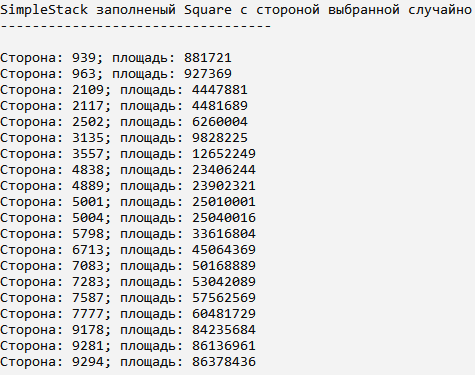 SimpleStack заполненый Square с стороной выбранной случайно
----------------------------------
Сторона: 939; площадь: 881721
Сторона: 963; площадь: 927369
Сторона: 2109; площадь: 4447881
Сторона: 2117; площадь: 4481689
Сторона: 2502; площадь: 6260004
Сторона: 3135; площадь: 9828225
Сторона: 3557; площадь: 12652249
Сторона: 4838; площадь: 23406244
Сторона: 4889; площадь: 23902321
Сторона: 5001; площадь: 25010001
Сторона: 5004; площадь: 25040016
Сторона: 5798; площадь: 33616804
Сторона: 6713; площадь: 45064369
Сторона: 7083; площадь: 50168889
Сторона: 7283; площадь: 53042089
Сторона: 7587; площадь: 57562569
Сторона: 7777; площадь: 60481729
Сторона: 9178; площадь: 84235684
Сторона: 9281; площадь: 86136961
Сторона: 9294; площадь: 86378436